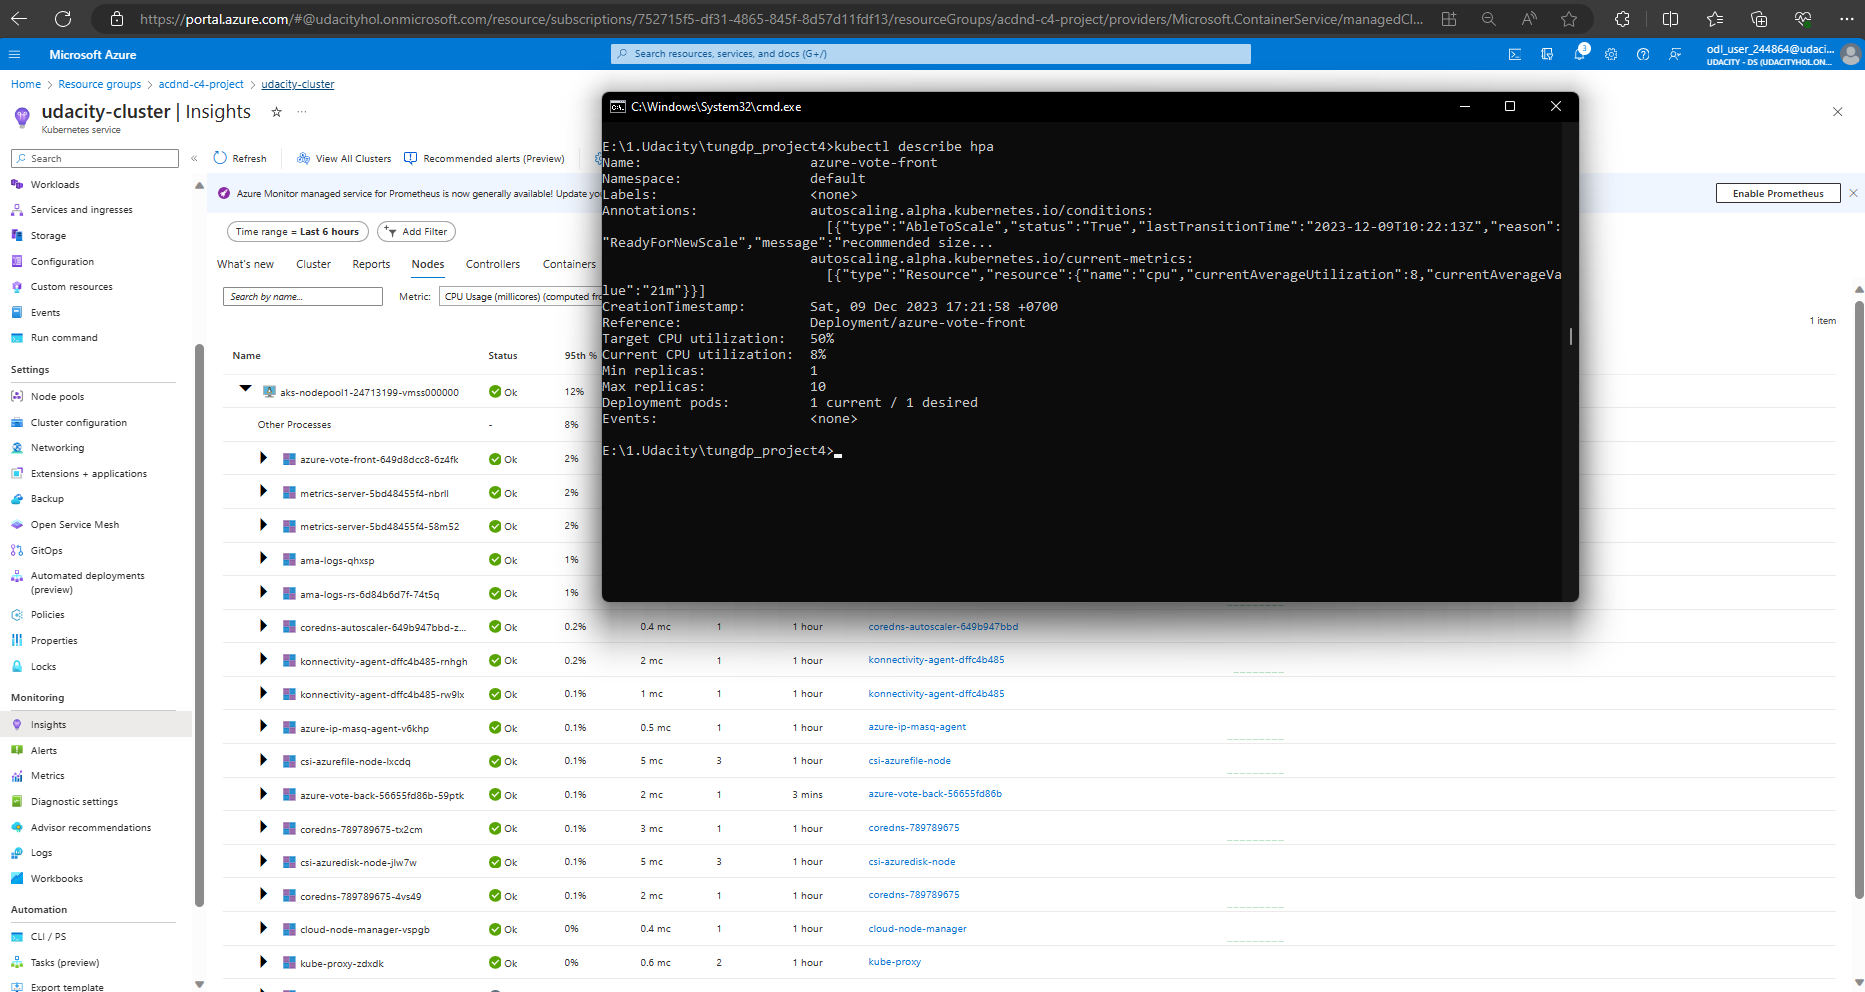 https://portal.azure.com/#@udacityhol.onmicrosoft.com/resource/subscriptions/752715f5-df31-4865-845f-8d57d11fdf13/resourceGroups/acdnd-c4-project/providers/Microsoft.ContainerService/managedCl...
Microsoft Azure
Search resources, services, and docs (G+/)
3
odl_user_244864@udaci...
UDACITY - DS (UDACITYHOL.ON...
Home > Resource groups > acdnd-c4-project > udacity-cluster
udacity-cluster | Insights
Kubernetes service
Search
Workloads
Services and ingresses
Storage
Configuration
Custom resources
Events
Run command
Settings
Node pools
Cluster configuration
Networking
Extensions + applications
Backup
Open Service Mesh
GitOps
Automated deployments
(preview)
Policies
Properties
Locks
Monitoring
Insights
Alerts
Metrics
Diagnostic settings
Advisor recommendations
Logs
Workbooks
Automation
CLI / PS
Tasks (preview)
Export template
Refresh
View All Clusters
Recommended alerts (Preview)
Azure Monitor managed service for Prometheus is now generally available! Update you
Enable Prometheus
Time range = Last 6 hours
Add Filter
What's new
Cluster
Reports
Nodes
Controllers
Containers
Search by name...
Metric:
CPU Usage (millicores) (computed fro
1 item
Name Status 95th %
aks-nodepool1-24713199-vmss000000 Ok 12%
Other Processes - 8%
azure-vote-front-649d8dcc8-6z4fk Ok 2%
metrics-server-5bd48455f4-nbrll Ok 2%
metrics-server-5bd48455f4-58m52 Ok 2%
ama-logs-qhxsp Ok 1%
ama-logs-rs-6d84b6d7f-74t5q Ok 1%
coredns-autoscaler-649b947bbd-z... Ok 0.2% 0.4 mc 1 1 hour coredns-autoscaler-649b947bbd
konnectivity-agent-dffc4b485-rnhgh Ok 0.2% 2 mc 1 1 hour konnectivity-agent-dffc4b485
konnectivity-agent-dffc4b485-rw9lx Ok 0.1% 1 mc 1 1 hour konnectivity-agent-dffc4b485
azure-ip-masq-agent-v6khp Ok 0.1% 0.5 mc 1 1 hour azure-ip-masq-agent
csi-azurefile-node-lxcdq Ok 0.1% 5 mc 3 1 hour csi-azurefile-node
azure-vote-back-56655fd86b-59ptk Ok 0.1% 2 mc 1 3 mins azure-vote-back-56655fd86b
coredns-789789675-tx2cm Ok 0.1% 3 mc 1 1 hour coredns-789789675
csi-azuredisk-node-jlw7w Ok 0.1% 5 mc 3 1 hour csi-azuredisk-node
coredns-789789675-4vs49 Ok 0.1% 2 mc 1 1 hour coredns-789789675
cloud-node-manager-vspgb Ok 0% 0.4 mc 1 1 hour cloud-node-manager
kube-proxy-zdxdk Ok 0% 0.6 mc 2 1 hour kube-proxy
C:\Windows\System32\cmd.exe
E:\1.Udacity\tungdp_project4>kubectl describe hpa
Name: azure-vote-front
Namespace: default
Labels: <none>
Annotations: autoscaling.alpha.kubernetes.io/conditions:
[{"type":"AbleToScale","status":"True","lastTransitionTime":"2023-12-09T10:22:13Z","reason":
"ReadyForNewScale","message":"recommended size...
autoscaling.alpha.kubernetes.io/current-metrics:
[{"type":"Resource","resource":{"name":"cpu","currentAverageUtilization":8,"currentAverageVa
lue":"21m"}}]
CreationTimestamp: Sat, 09 Dec 2023 17:21:58 +0700
Reference: Deployment/azure-vote-front
Target CPU utilization: 50%
Current CPU utilization: 8%
Min replicas: 1
Max replicas: 10
Deployment pods: 1 current / 1 desired
Events: <none>
E:\1.Udacity\tungdp_project4>